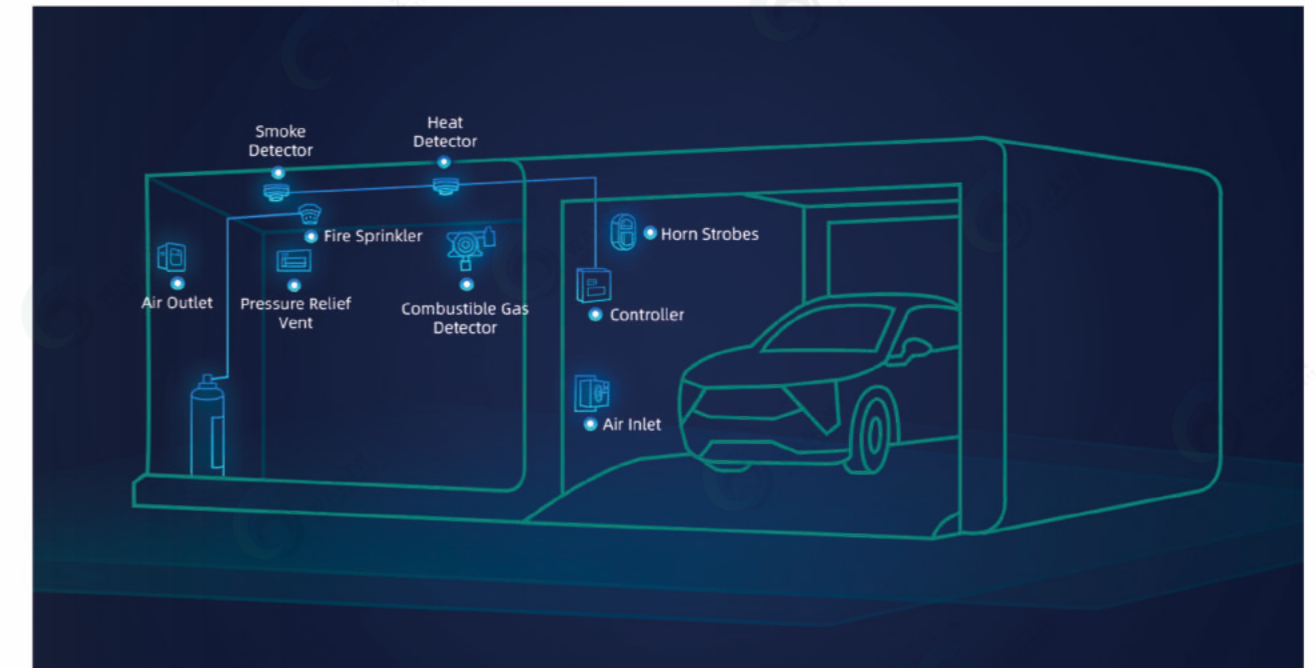 Smoke
Detector
Heat
Detector
Fire Sprinkler
Horn Strobes
Air Outlet
Pressure Relief
Vent
Combustible Gas
Detector
Controller
Air Inlet